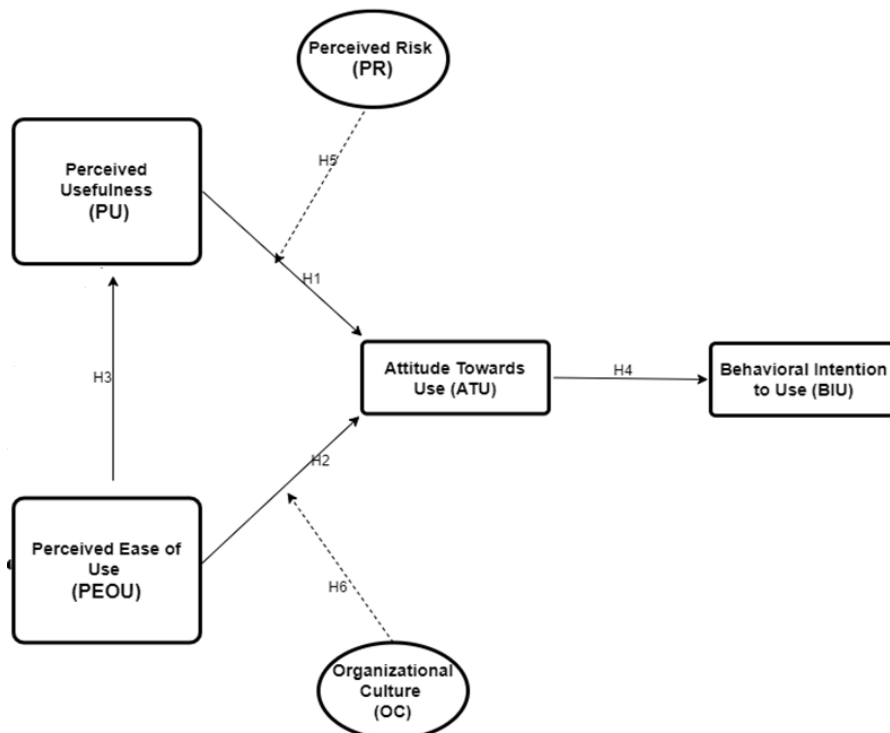 Perceived Risk
(PR)
H5
Perceived
Usefulness
(PU)
H1
H3
Attitude Towards
Use (ATU)
H4
Behavioral Intention
to Use (BIU)
H2
Perceived Ease of
Use
(PEOU)
H6
Organizational
Culture
(OC)